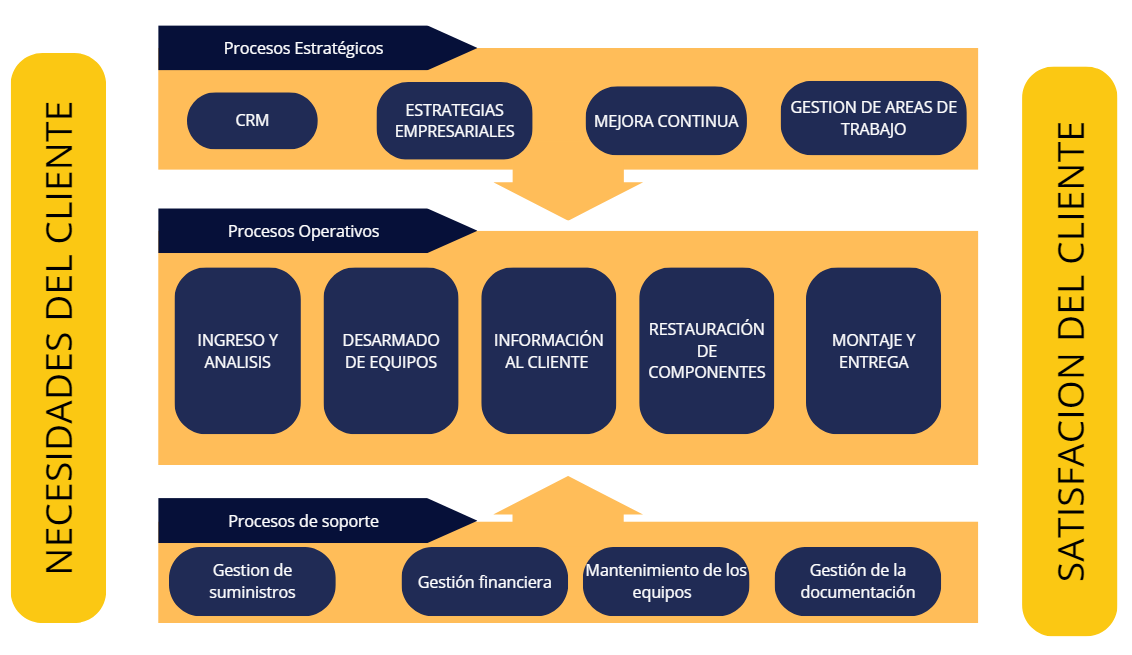 NECESIDADES DEL CLIENTE
Procesos Estratégicos
CRM
ESTRATEGIAS
EMPRESARIALES
MEJORA CONTINUA
GESTION DE AREAS DE
TRABAJO
Procesos Operativos
INGRESO Y
ANALISIS
DESARMADO
DE EQUIPOS
INFORMACIÓN
AL CLIENTE
RESTAURACIÓN
DE
COMPONENTES
MONTAJE Y
ENTREGA
Procesos de soporte
Gestion de
suministros
Gestión financiera
Mantenimiento de los
equipos
Gestión de la
documentación
SATISFACION DEL CLIENTE